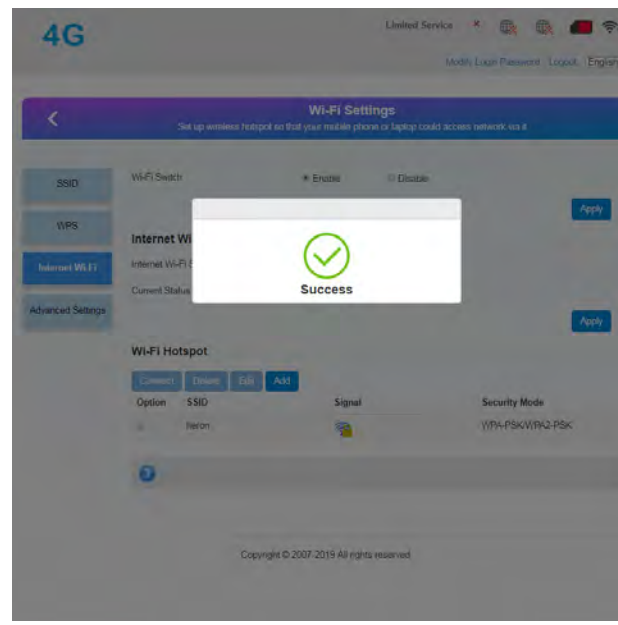 4G
Limited Service
Modify Login Password Logout English
Wi-Fi Settings
Set up wireless hotspot so that your mobile phone or laptop could access network via it
SSID
WPS
Internet Wi-Fi
Advanced Settings
Wi-Fi Switch
Enable Disable
Apply
Internet Wi
Internet Wi-Fi
Current Status
Success
Apply
Wi-Fi Hotspot
Connect Delete Edit Add
Option SSID Signal Security Mode
WPA-PSK/WPA2-PSK
Copyright © 2007-2019 All rights reserved